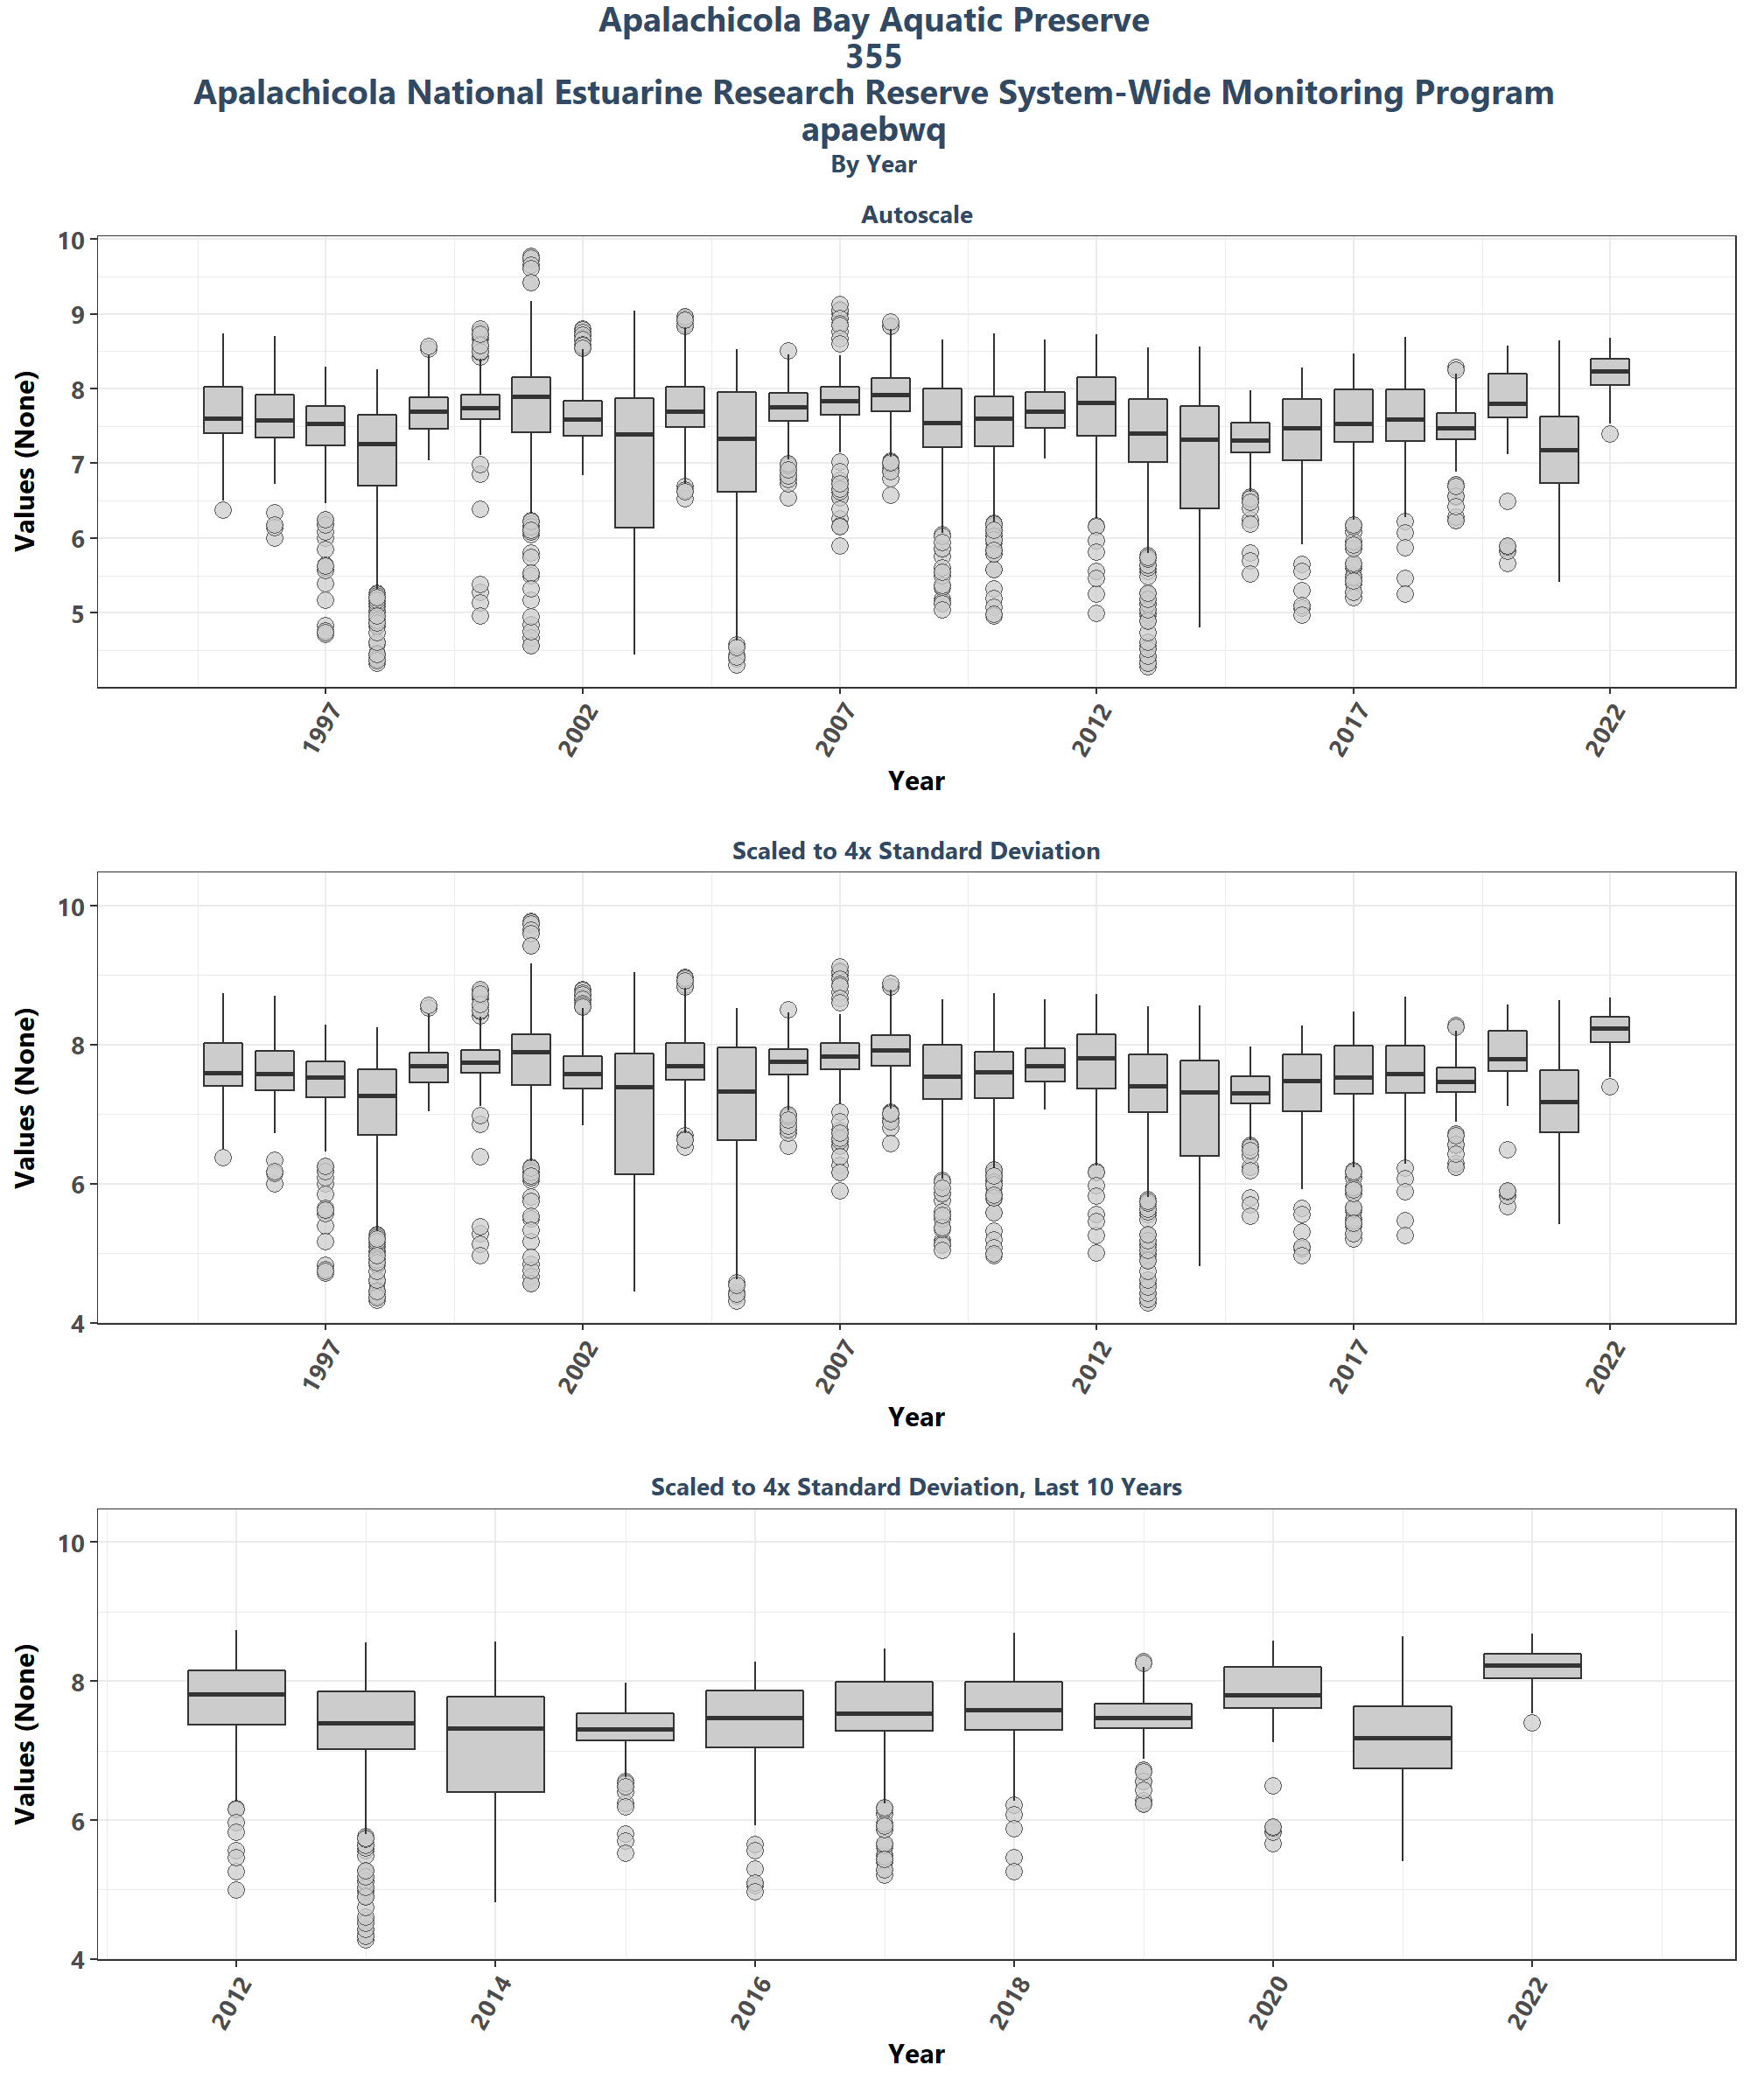 Apalachicola Bay Aquatic Preserve
355
Apalachicola National Estuarine Research Reserve System-Wide Monitoring Program
apaebwq
By Year
Autoscale
Values (None)
10
9
8
7
6
5
1997
2002
2007
2012
2017
2022
Year
Scaled to 4x Standard Deviation
Values (None)
10
8
6
4
1997
2002
2007
2012
2017
2022
Year
Scaled to 4x Standard Deviation, Last 10 Years
Values (None)
10
8
6
4
2012
2014
2016
2018
2020
2022
Year